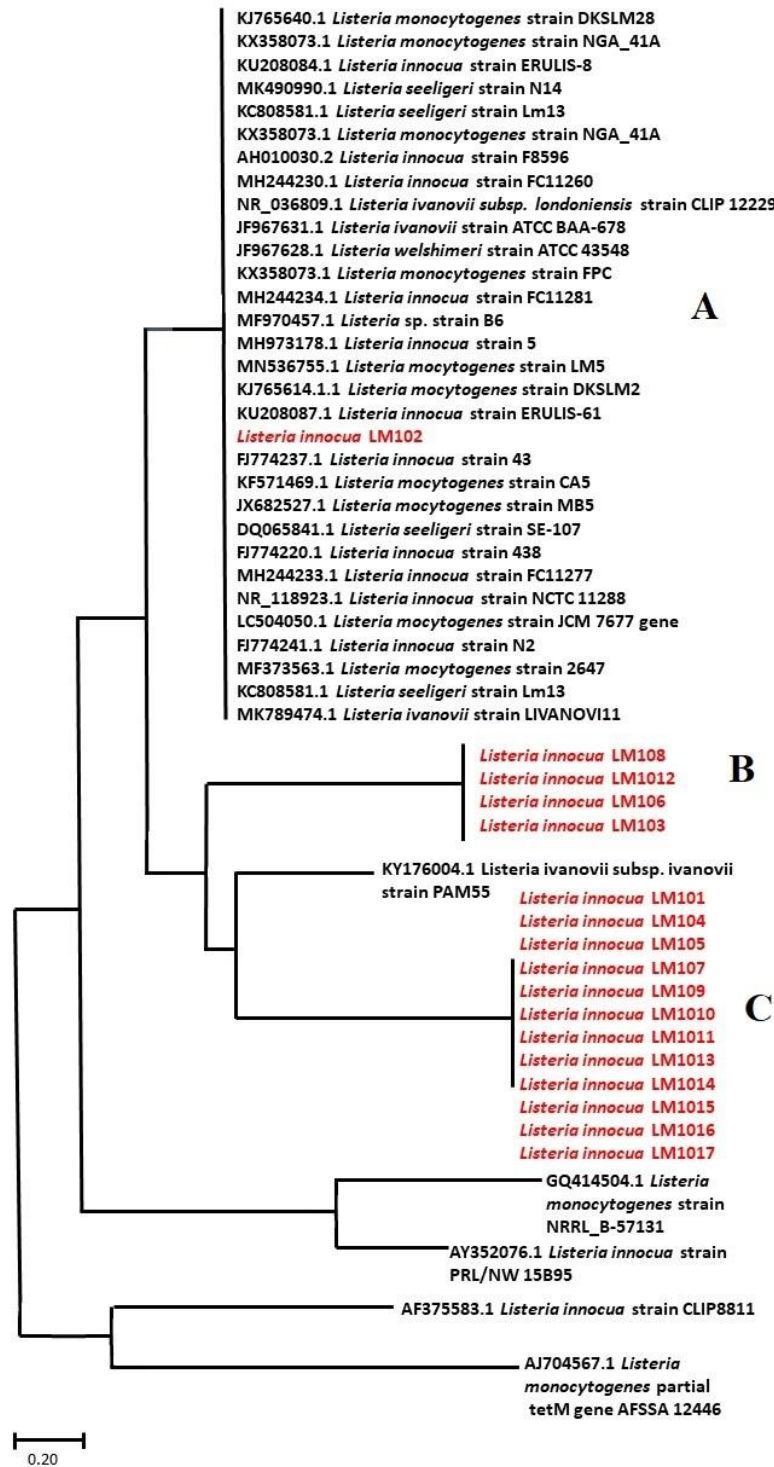 KJ765640.1 Listeria monocytogenes strain DKSLM28
KX358073.1 Listeria monocytogenes strain NGA_41A
KU208084.1 Listeria innocua strain ERULIS-8
MK490990.1 Listeria seeligeri strain N14
KC808581.1 Listeria seeligeri strain Lm13
KX358073.1 Listeria monocytogenes strain NGA_41A
AH010030.2 Listeria innocua strain F8596
MH244230.1 Listeria innocua strain FC11260
NR_036809.1 Listeria ivanovii subsp. londoniensis strain CLIP 12229
JF967631.1 Listeria ivanovii strain ATCC BAA-678
JF967628.1 Listeria welshimeri strain ATCC 43548
KX358073.1 Listeria monocytogenes strain FPC
MH244234.1 Listeria innocua strain FC11281
A
MF970457.1 Listeria sp. strain B6
MH973178.1 Listeria innocua strain 5
MN536755.1 Listeria mocytogenes strain LM5
KJ765614.1.1 Listeria mocytogenes strain DKSLM2
KU208087.1 Listeria innocua strain ERULIS-61
Listeria innocua LM102
FJ774237.1 Listeria innocua strain 43
KF571469.1 Listeria mocytogenes strain CA5
JX682527.1 Listeria mocytogenes strain MB5
DQ065841.1 Listeria seeligeri strain SE-107
FJ774220.1 Listeria innocua strain 438
MH244233.1 Listeria innocua strain FC11277
NR_118923.1 Listeria innocua strain NCTC 11288
LC504050.1 Listeria mocytogenes strain JCM 7677 gene
FJ774241.1 Listeria innocua strain N2
MF373563.1 Listeria mocytogenes strain 2647
KC808581.1 Listeria seeligeri strain Lm13
MK789474.1 Listeria ivanovii strain LIVANOVI11
Listeria innocua LM108
B
Listeria innocua LM1012
Listeria innocua LM106
Listeria innocua LM103
KY176004.1 Listeria ivanovii subsp. ivanovii
strain PAM55
Listeria innocua LM101
Listeria innocua LM104
Listeria innocua LM105
Listeria innocua LM107
Listeria innocua LM109
Listeria innocua LM1010
C
Listeria innocua LM1011
Listeria innocua LM1013
Listeria innocua LM1014
Listeria innocua LM1015
Listeria innocua LM1016
Listeria innocua LM1017
GQ414504.1 Listeria
monocytogenes strain
NRRL_B-57131
AY352076.1 Listeria innocua strain
PRL/NW 15B95
AF375583.1 Listeria innocua strain CLIP8811
AJ704567.1 Listeria
monocytogenes partial
tetM gene AFSSA 12446
0.20